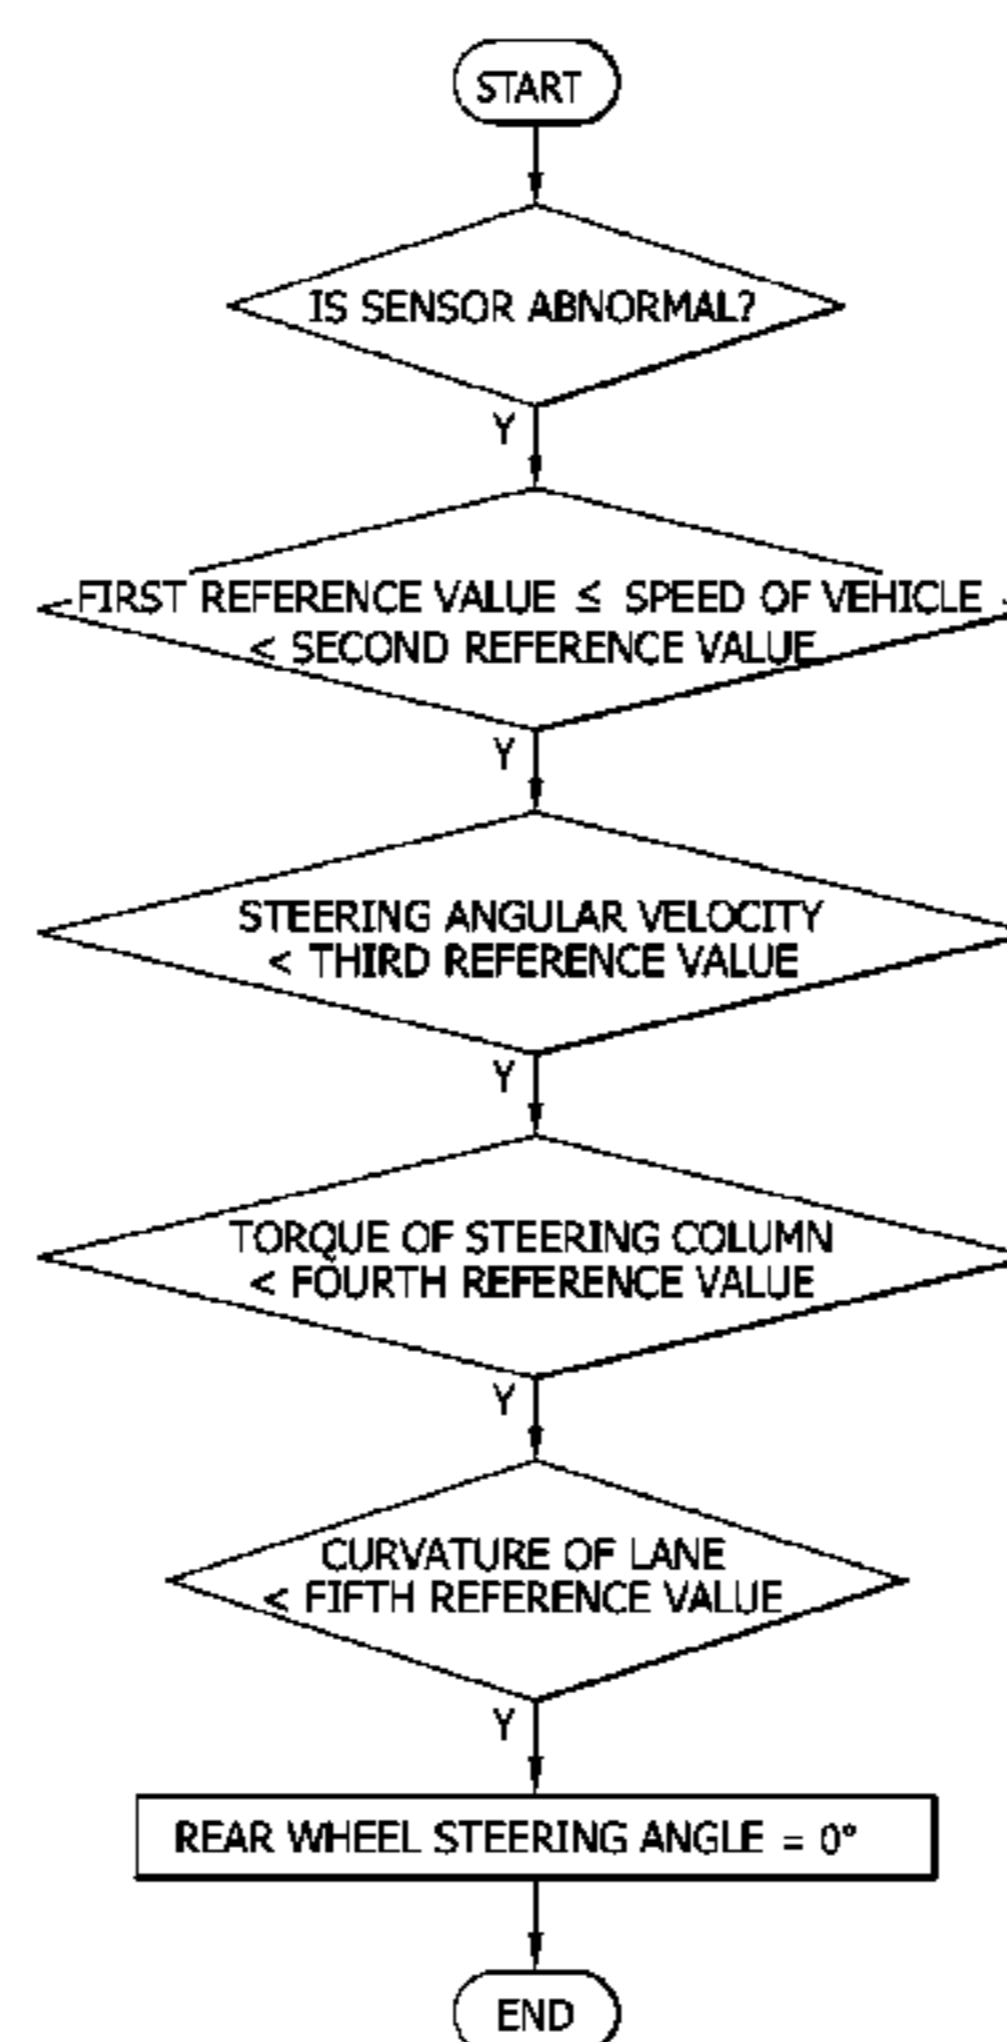 START
IS SENSOR ABNORMAL?
Y
FIRST REFERENCE VALUE ≤ SPEED OF VEHICLE
< SECOND REFERENCE VALUE
Y
STEERING ANGULAR VELOCITY
< THIRD REFERENCE VALUE
Y
TORQUE OF STEERING COLUMN
< FOURTH REFERENCE VALUE
Y
CURVATURE OF LANE
< FIFTH REFERENCE VALUE
Y
REAR WHEEL STEERING ANGLE = 0°
END